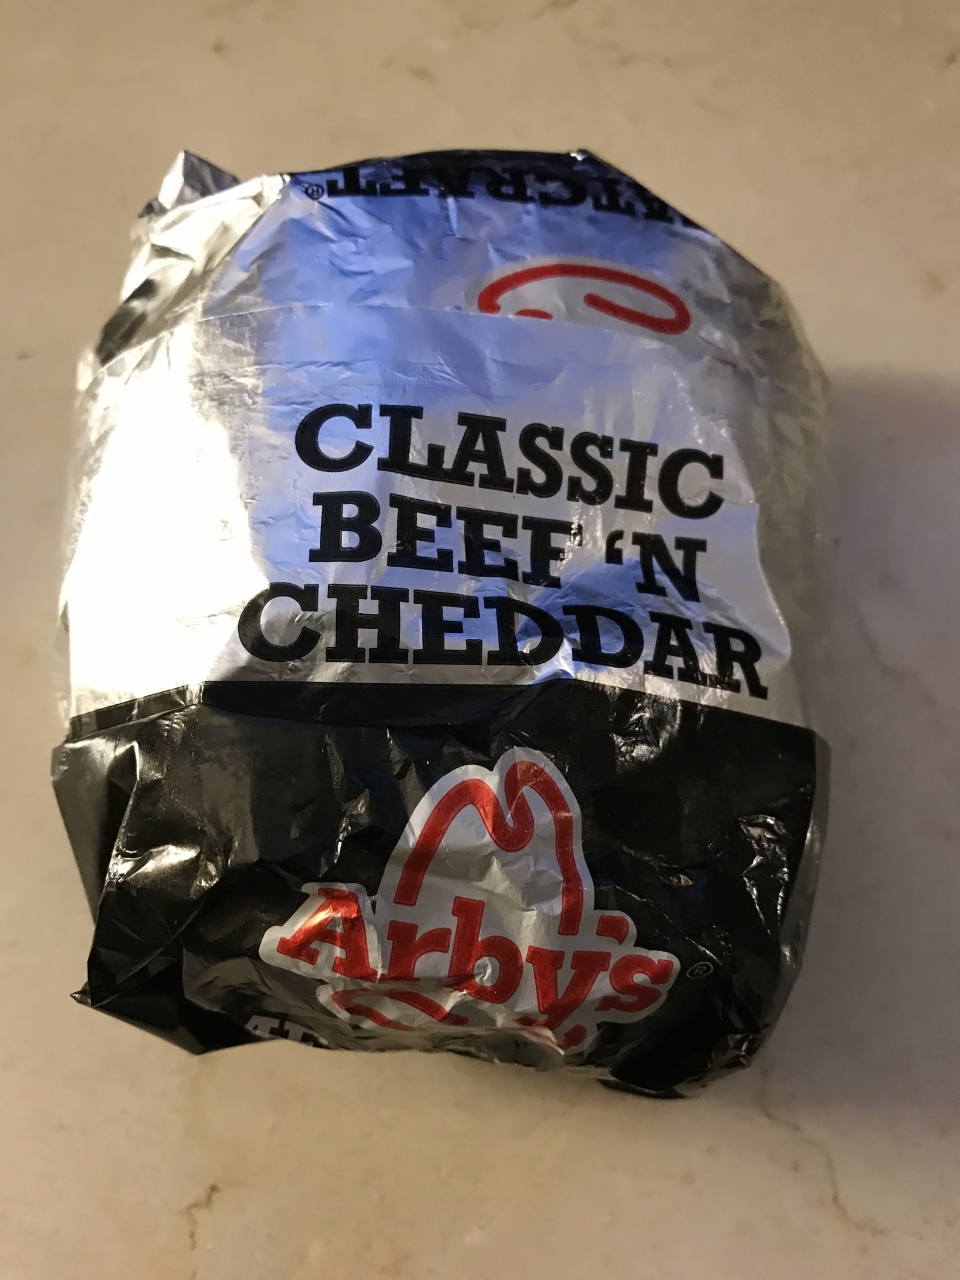 CLASSIC
BEEF ‘N
CHEDDAR
Arby's
®